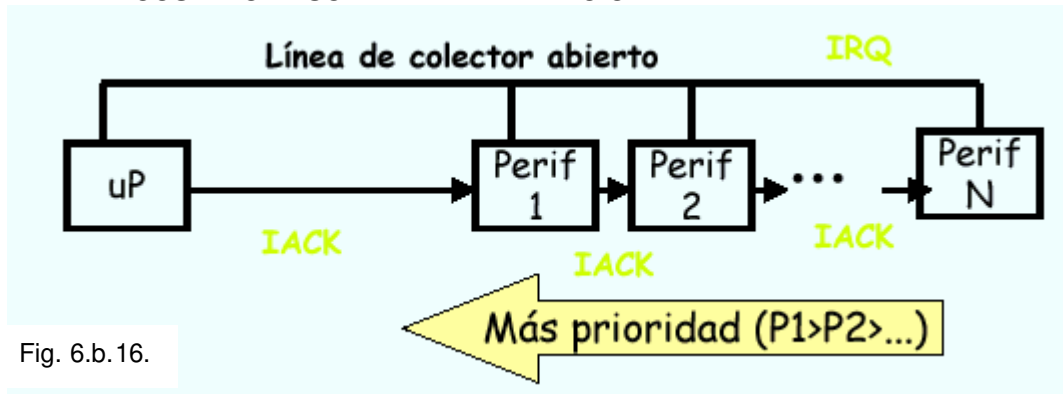 Línea de colector abierto
IRQ
uP
Perif
1
Perif
2
...
Perif
N
IACK
IACK
IACK
Más prioridad (P1>P2>...)
Fig. 6.b.16.